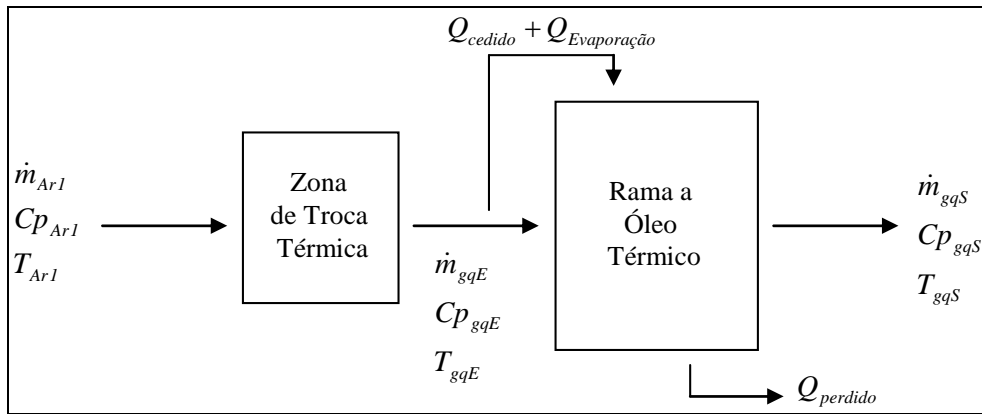 Q_cedido + Q_Evaporação
ṁ_Ar1
Cp_Ar1
T_Ar1
Zona
de Troca
Térmica
ṁ_gqE
Cp_gqE
T_gqE
Rama a
Óleo
Térmico
ṁ_gqS
Cp_gqS
T_gqS
Q_perdido